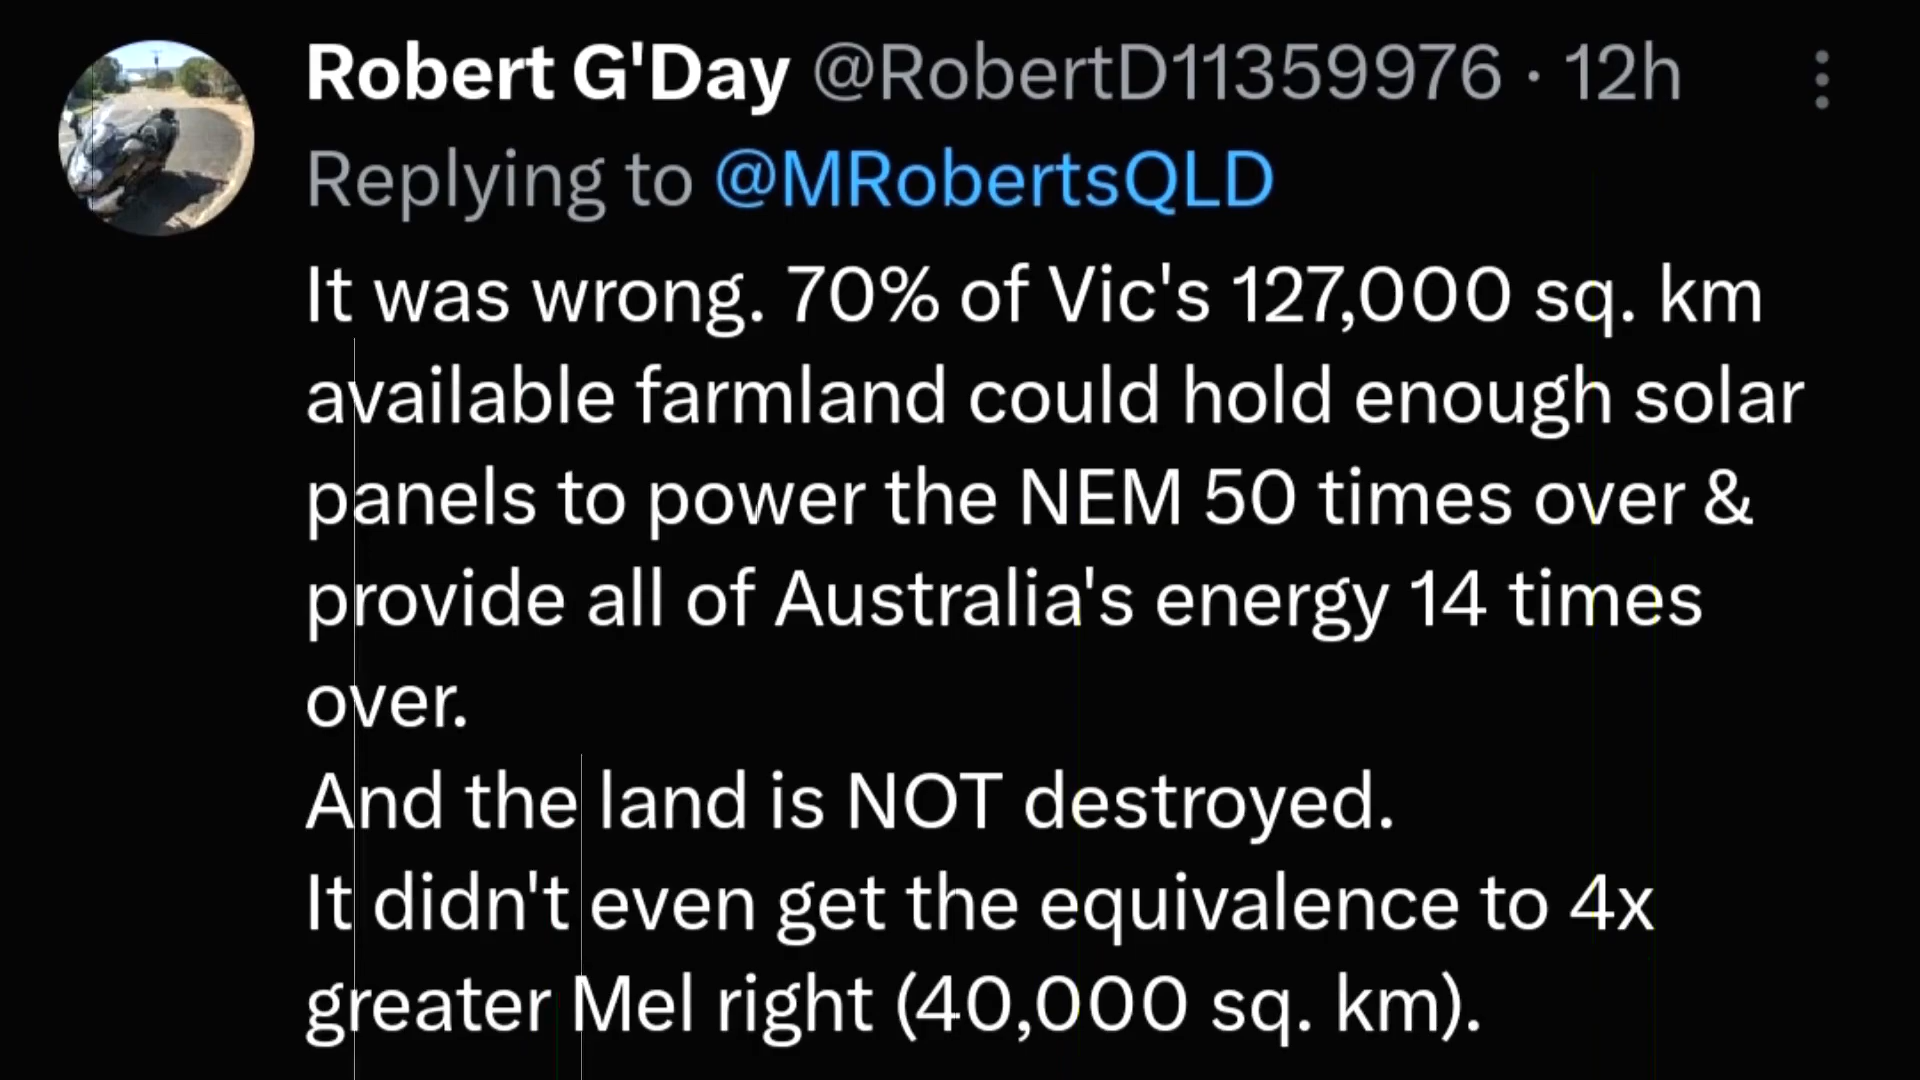 Robert G'Day @RobertD11359976 · 12h
Replying to @MRobertsQLD
It was wrong. 70% of Vic's 127,000 sq. km
available farmland could hold enough solar
panels to power the NEM 50 times over &
provide all of Australia's energy 14 times
over.
And the land is NOT destroyed.
It didn't even get the equivalence to 4x
greater Mel right (40,000 sq. km).